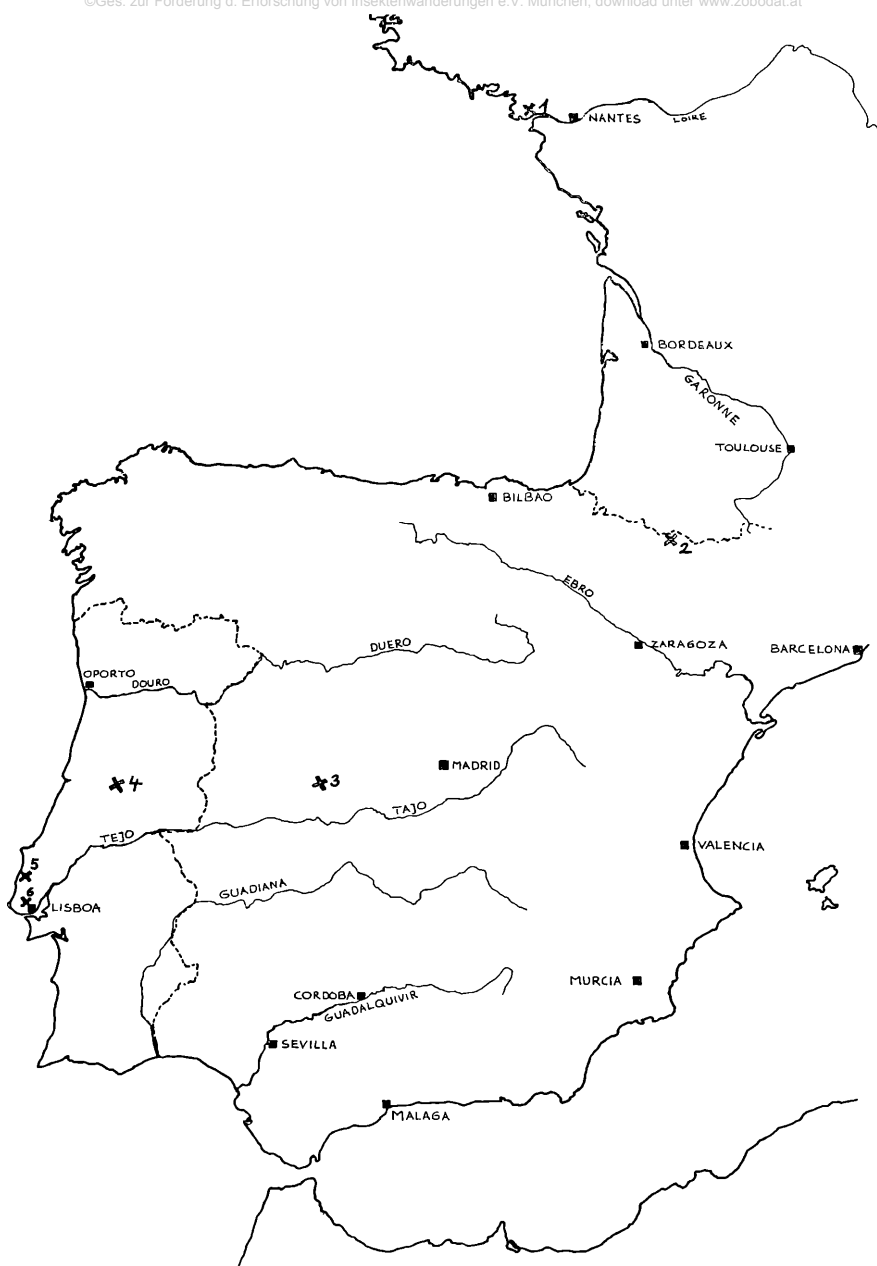 ©Ges. zur Förderung d. Erforschung von Insektenwanderungen e.V. München, download unter www.zobodat.at
1
NANTES
LOIRE
BORDEAUX
GARONNE
TOULOUSE
BILBAO
2
EBRO
ZARAGOZA
BARCELONA
DUERO
OPORTO
DOURO
MADRID
4
3
TAJO
TEJO
VALENCIA
5
6
LISBOA
GUADIANA
MURCIA
CORDOBA
GUADALQUIVIR
SEVILLA
MALAGA